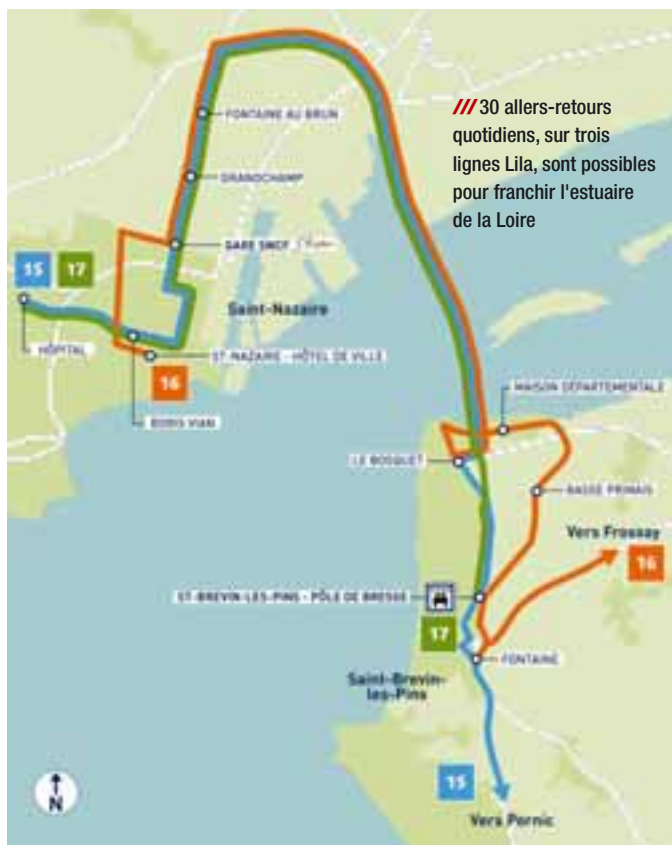 /// 30 allers-retours
quotidiens, sur trois
lignes Lila, sont possibles
pour franchir l'estuaire
de la Loire
FONTAINE AU BRUN
GRANDCHAMP
GARE SNCF
15 17
Saint-Nazaire
HÔPITAL
ST-NAZAIRE - HÔTEL DE VILLE
16
BORIS VIAN
MAISON DÉPARTEMENTALE
LE BOSQUET
BASSE PRINAIS
Vers Frossay
16
ST-BREVIN-LES-PINS - PÔLE DE BRESSE
17
FONTAINE
Saint-Brevin-
les-Pins
15
N
Vers Pornic